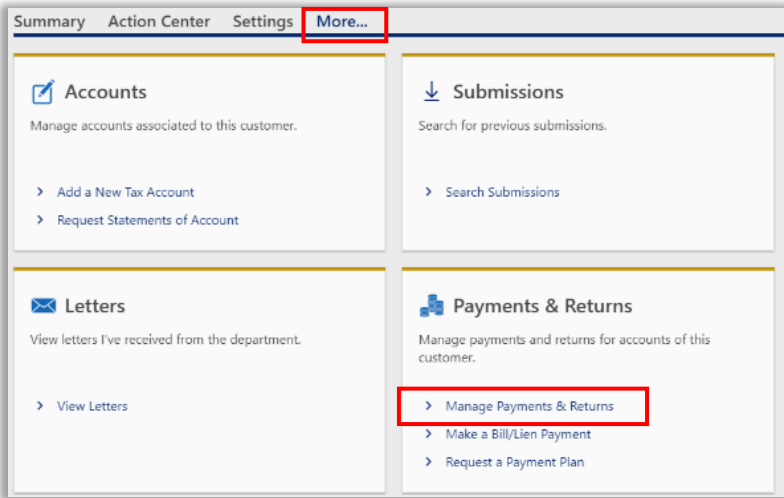 Summary Action Center Settings More...
Accounts
Manage accounts associated to this customer.
Add a New Tax Account
Request Statements of Account
Submissions
Search for previous submissions.
Search Submissions
Letters
View letters I've received from the department.
View Letters
Payments & Returns
Manage payments and returns for accounts of this
customer.
Manage Payments & Returns
Make a Bill/Lien Payment
Request a Payment Plan